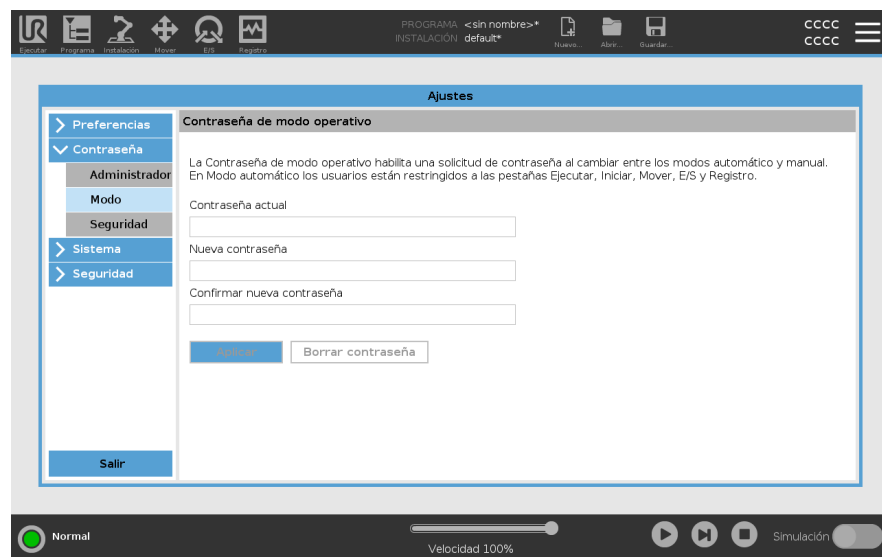 PROGRAMA <sin nombre>*
INSTALACIÓN default*
CCCC
CCCC
Ejecutar Programa Instalación Mover E/S Registro Nuevo... Abrir... Guardar...
Ajustes
Preferencias
Contraseña
Administrador
Modo
Seguridad
Sistema
Seguridad
Salir
Contraseña de modo operativo
La Contraseña de modo operativo habilita una solicitud de contraseña al cambiar entre los modos automático y manual.
En Modo automático los usuarios están restringidos a las pestañas Ejecutar, Iniciar, Mover, E/S y Registro.
Contraseña actual
Nueva contraseña
Confirmar nueva contraseña
Aplicar Borrar contraseña
Normal
Velocidad 100%
Simulación